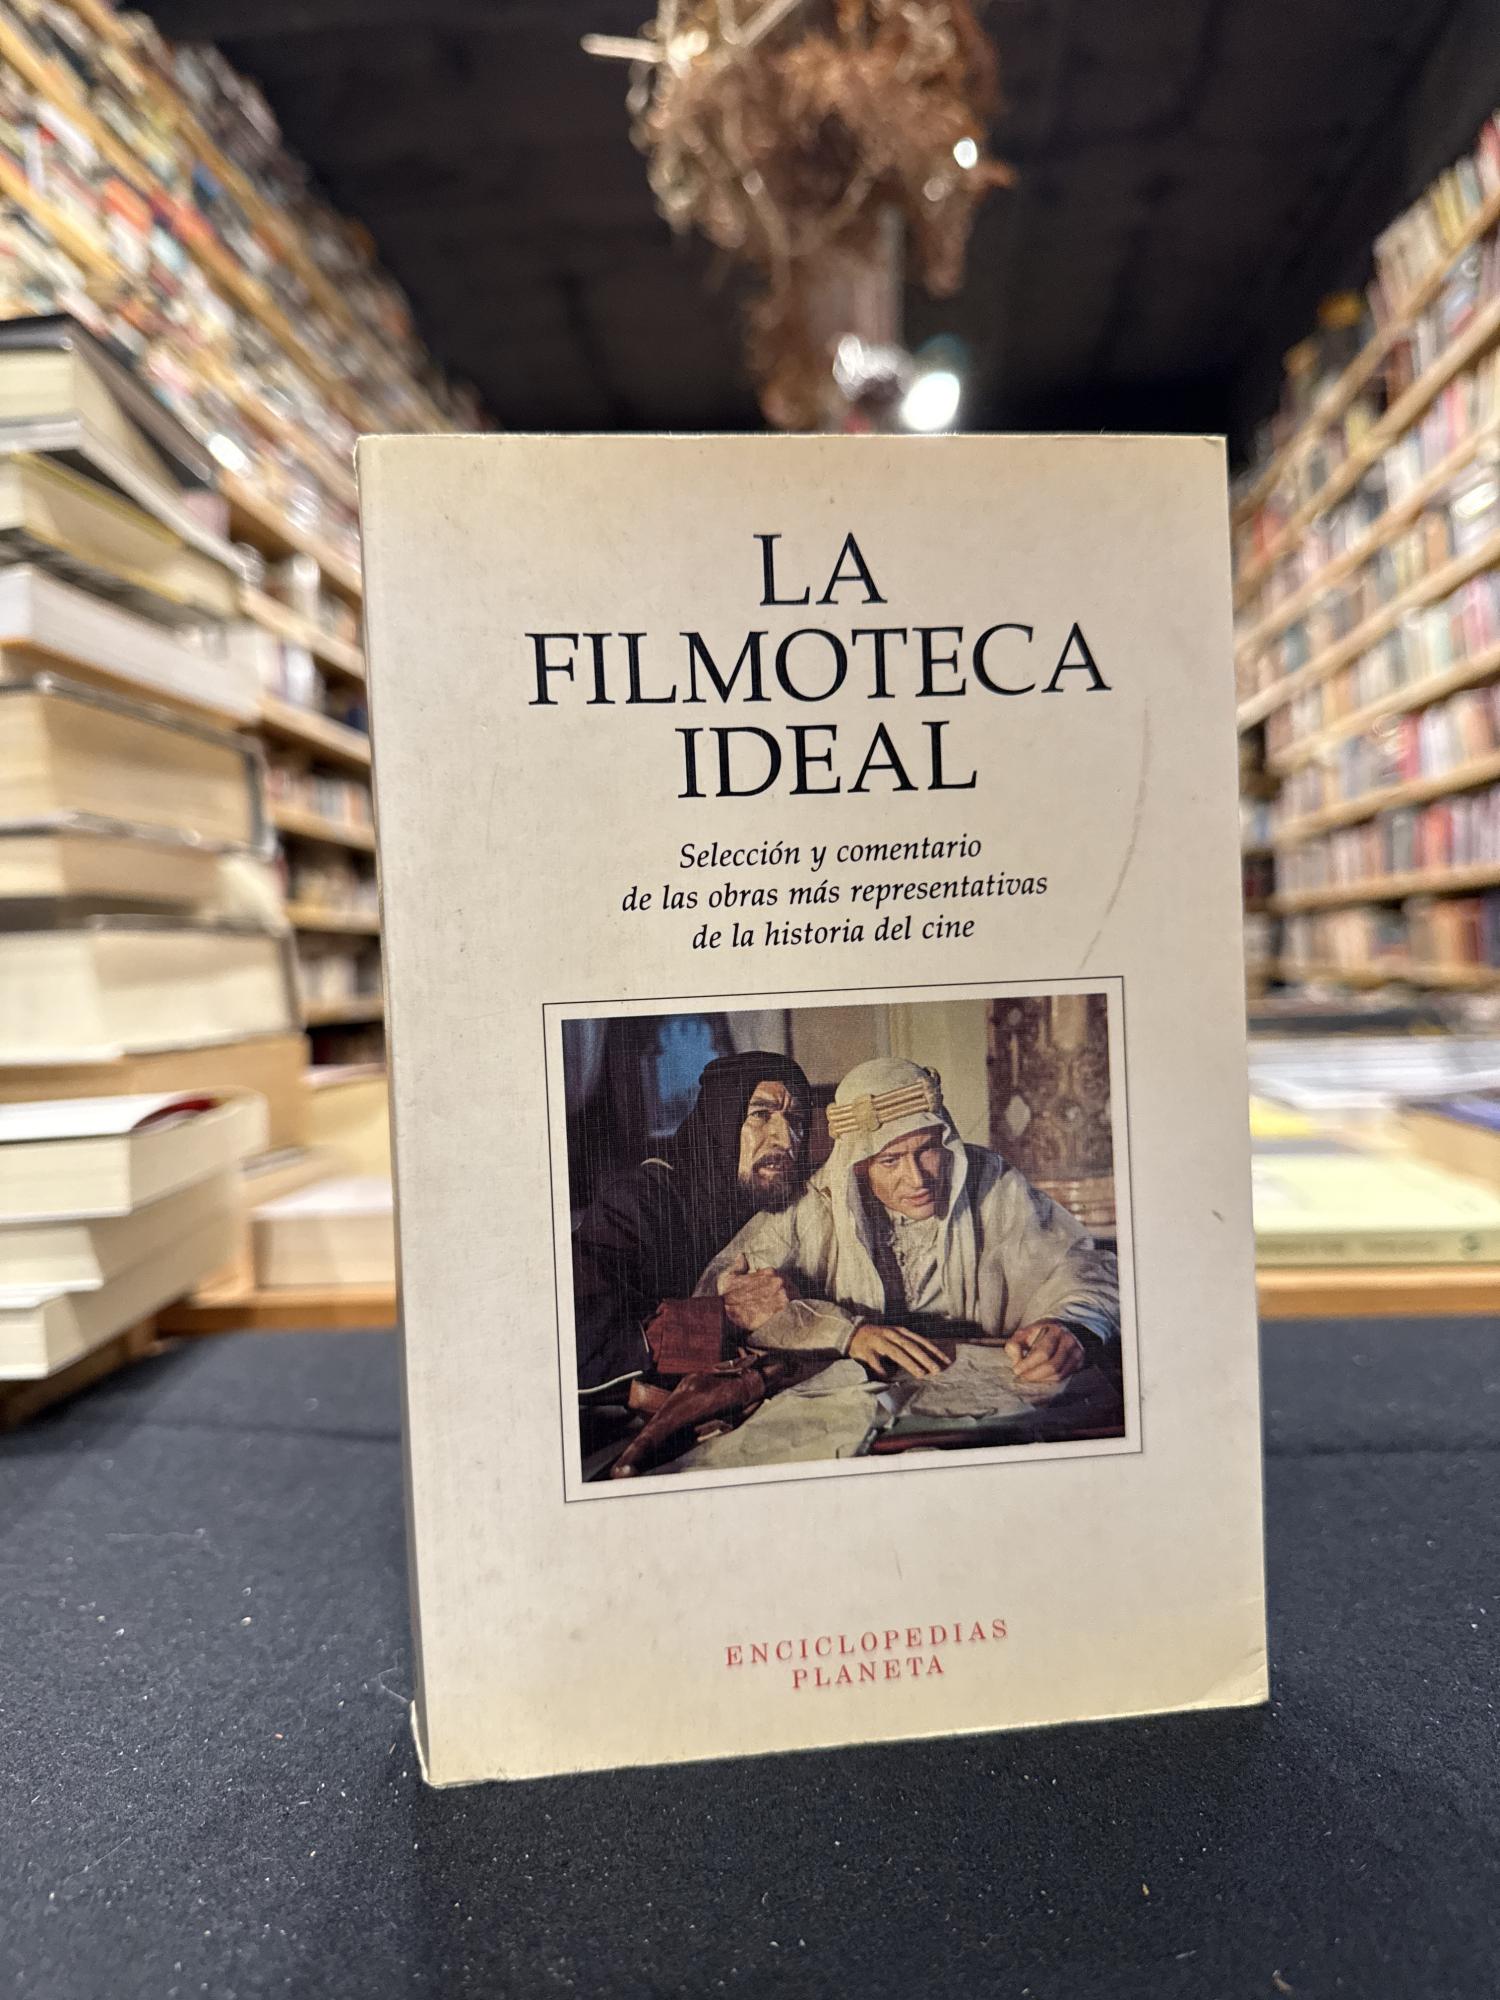 LA
FILMOTECA
IDEAL
Selección y comentario
de las obras más representativas
de la historia del cine
ENCICLOPEDIAS
PLANETA